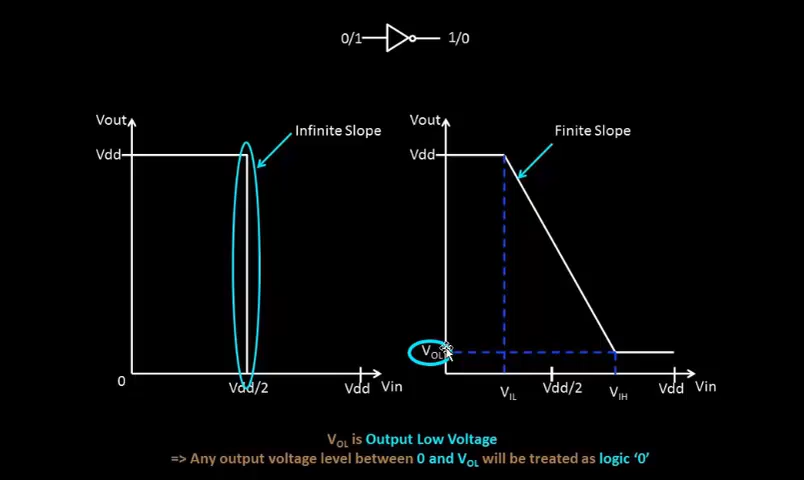 0/1 1/0
Vout
Infinite Slope
Vdd
0
Vdd/2
Vdd
Vin
Vout
Finite Slope
Vdd
VOL
VIL
Vdd/2
VIH
Vdd
Vin
VOL is Output Low Voltage
=> Any output voltage level between 0 and VOL will be treated as logic ‘0’